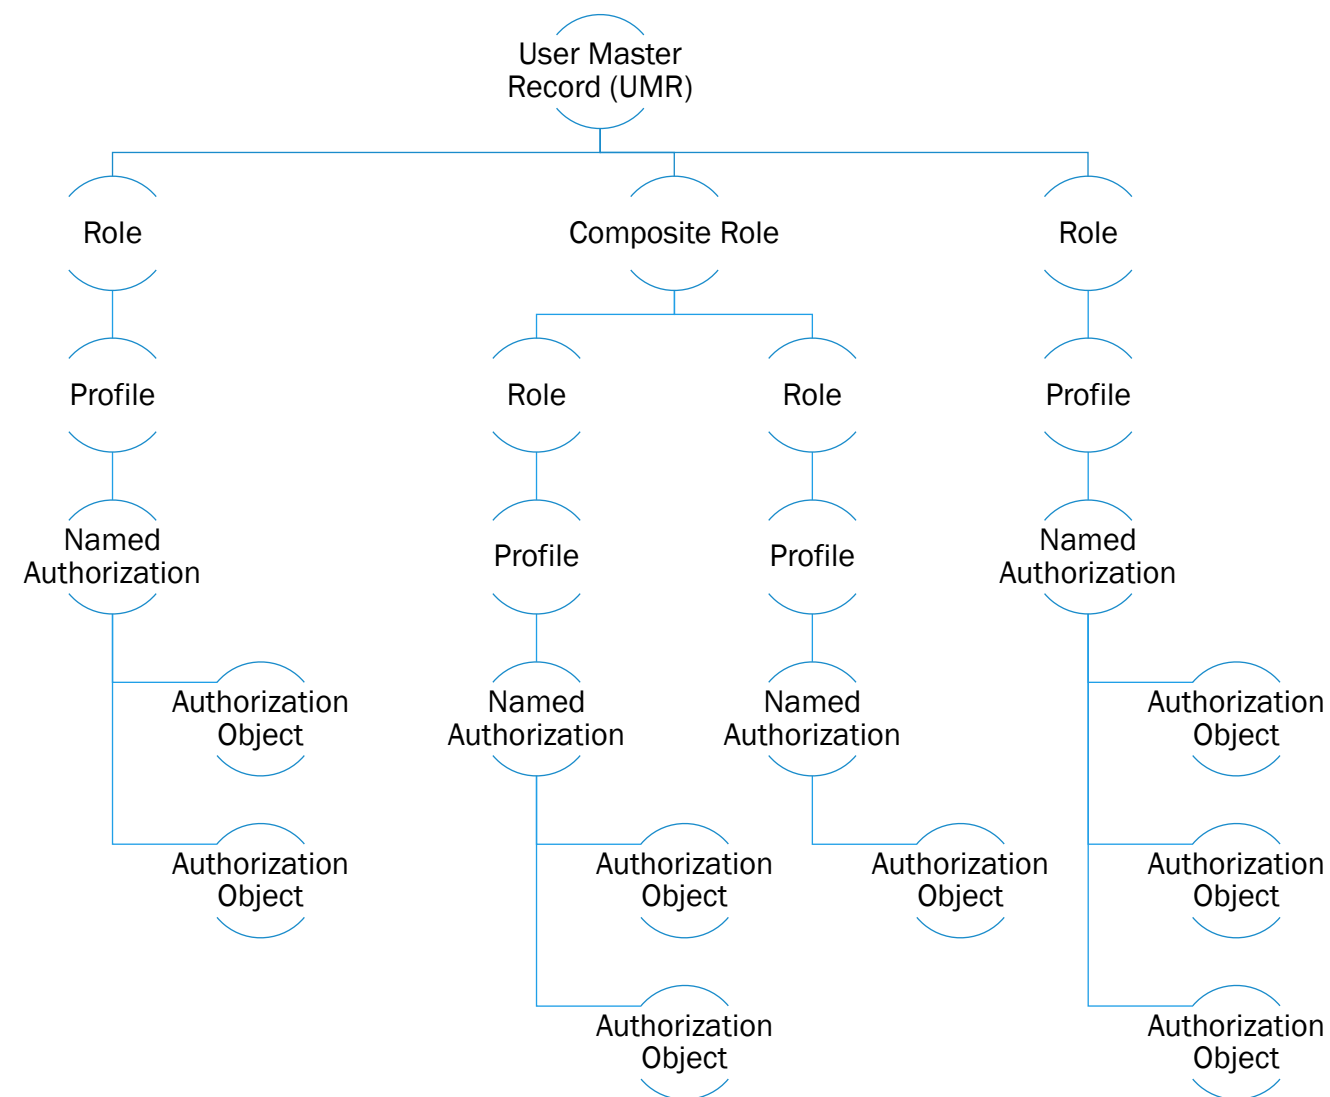 User Master
Record (UMR)
Role
Composite Role
Role
Profile
Role
Role
Profile
Named
Authorization
Profile
Profile
Named
Authorization
Authorization
Object
Named
Authorization
Named
Authorization
Authorization
Object
Authorization
Object
Authorization
Object
Authorization
Object
Authorization
Object
Authorization
Object
Authorization
Object